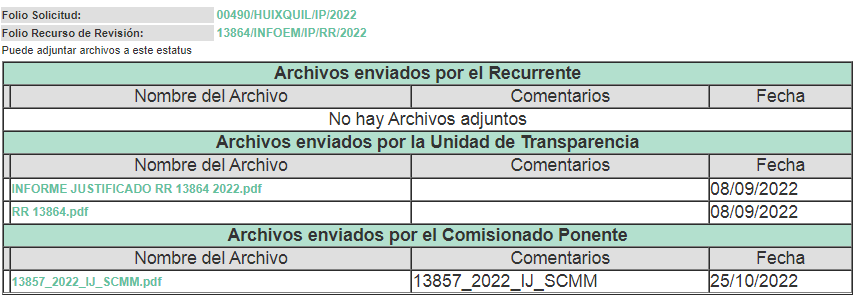 Folio Solicitud: 00490/HUIXQUIL/IP/2022
Folio Recurso de Revisión: 13864/INFOEM/IP/RR/2022
Puede adjuntar archivos a este estatus
Archivos enviados por el Recurrente
Nombre del Archivo Comentarios Fecha
No hay Archivos adjuntos
Archivos enviados por la Unidad de Transparencia
Nombre del Archivo Comentarios Fecha
INFORME JUSTIFICADO RR 13864 2022.pdf 08/09/2022
RR 13864.pdf 08/09/2022
Archivos enviados por el Comisionado Ponente
Nombre del Archivo Comentarios Fecha
13857_2022_IJ_SCMM.pdf 13857_2022_IJ_SCMM 25/10/2022